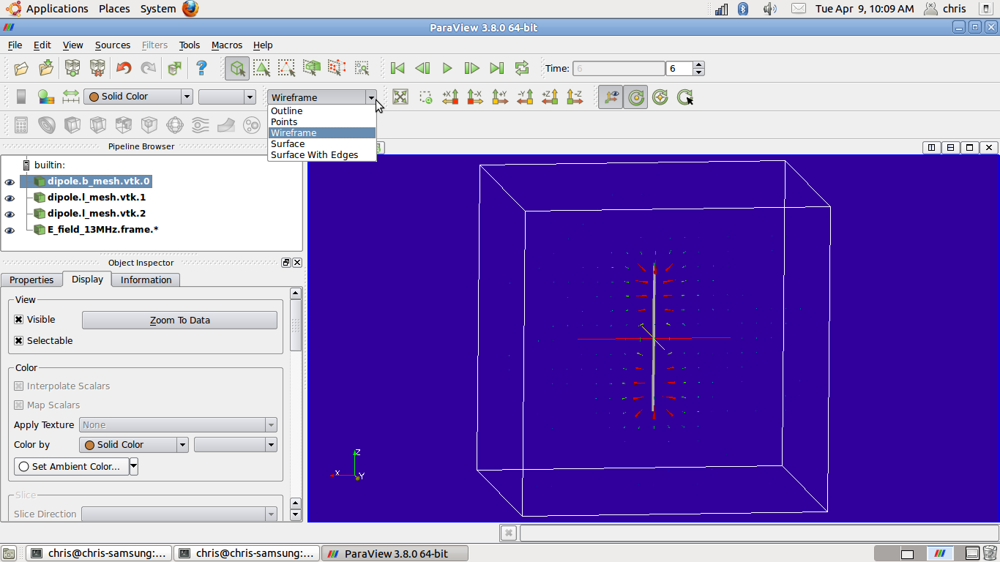 Applications Places System Tue Apr 9, 10:09 AM chris
ParaView 3.8.0 64-bit
File Edit View Sources Filters Tools Macros Help
? Time: 6 6
Solid Color Wireframe +X -X +Y -Y +Z -Z
Outline
Points
Wireframe
Surface
Surface With Edges
Pipeline Browser
builtin:
dipole.b_mesh.vtk.0
dipole.l_mesh.vtk.1
dipole.l_mesh.vtk.2
E_field_13MHz.frame.*
Object Inspector
Properties Display Information
View
Visible Zoom To Data
Selectable
Color
Interpolate Scalars
Map Scalars
Apply Texture None
Color by Solid Color
Set Ambient Color...
Slice
Slice Direction
Z
X
Y
chris@chris-samsung:... chris@chris-samsung:... ParaView 3.8.0 64-bit